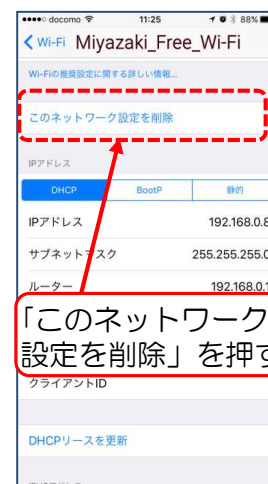 docomo 11:25 88%
Wi-Fi Miyazaki_Free_Wi-Fi
Wi-Fiの推奨設定に関する詳しい情報...
このネットワーク設定を削除
IPアドレス
DHCP BootP 静的
IPアドレス 192.168.0.8
サブネットマスク 255.255.255.0
ルーター 192.168.0.1
「このネットワーク
設定を削除」を押す
クライアントID
DHCPリースを更新